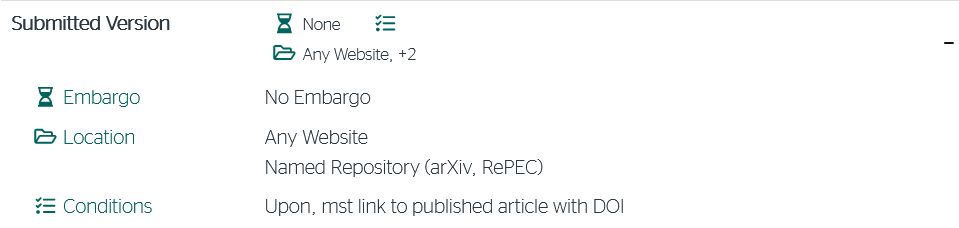 Submitted Version
None
Any Website, +2
Embargo
No Embargo
Location
Any Website
Named Repository (arXiv, RePEC)
Conditions
Upon, mst link to published article with DOI